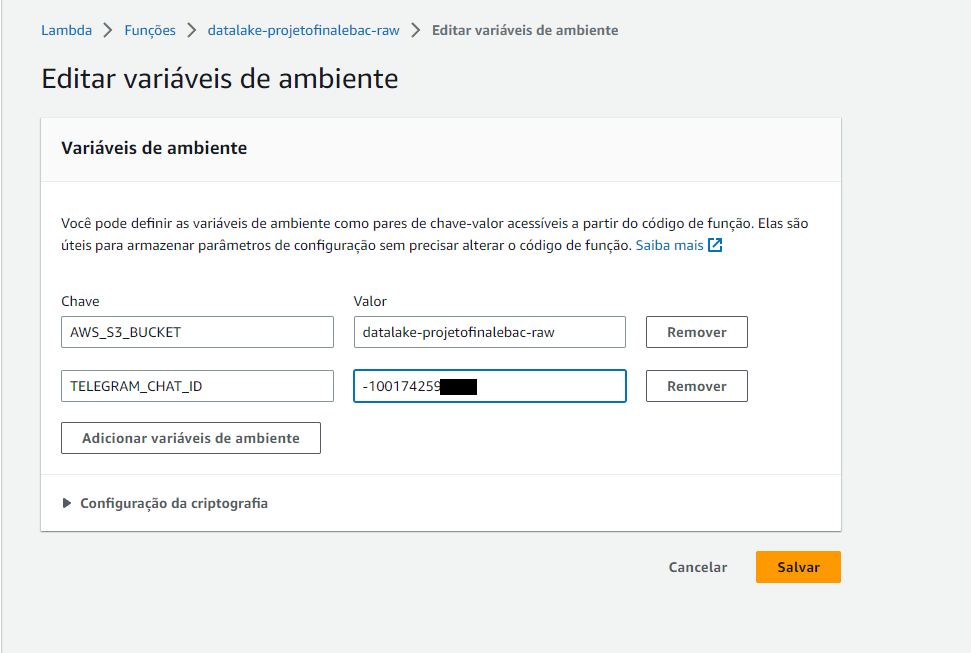 Lambda > Funções > datalake-projetofinalebac-raw > Editar variáveis de ambiente
Editar variáveis de ambiente
Variáveis de ambiente
Você pode definir as variáveis de ambiente como pares de chave-valor acessíveis a partir do código de função. Elas são
úteis para armazenar parâmetros de configuração sem precisar alterar o código de função. Saiba mais
Chave Valor
AWS_S3_BUCKET datalake-projetofinalebac-raw Remover
TELEGRAM_CHAT_ID -100174259 Remover
Adicionar variáveis de ambiente
Configuração da criptografia
Cancelar Salvar